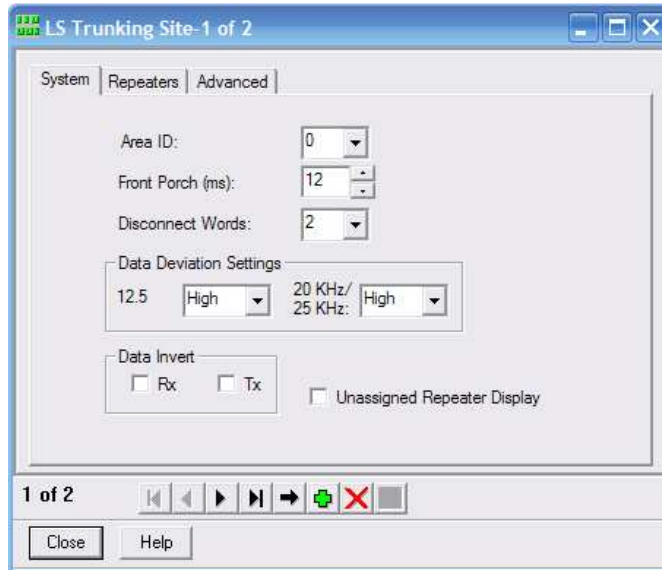 LS Trunking Site-1 of 2
System Repeaters Advanced
Area ID: 0
Front Porch (ms): 12
Disconnect Words: 2
Data Deviation Settings
12.5 High 20 KHz/ 25 KHz: High
Data Invert
Rx Tx
Unassigned Repeater Display
1 of 2
Close Help